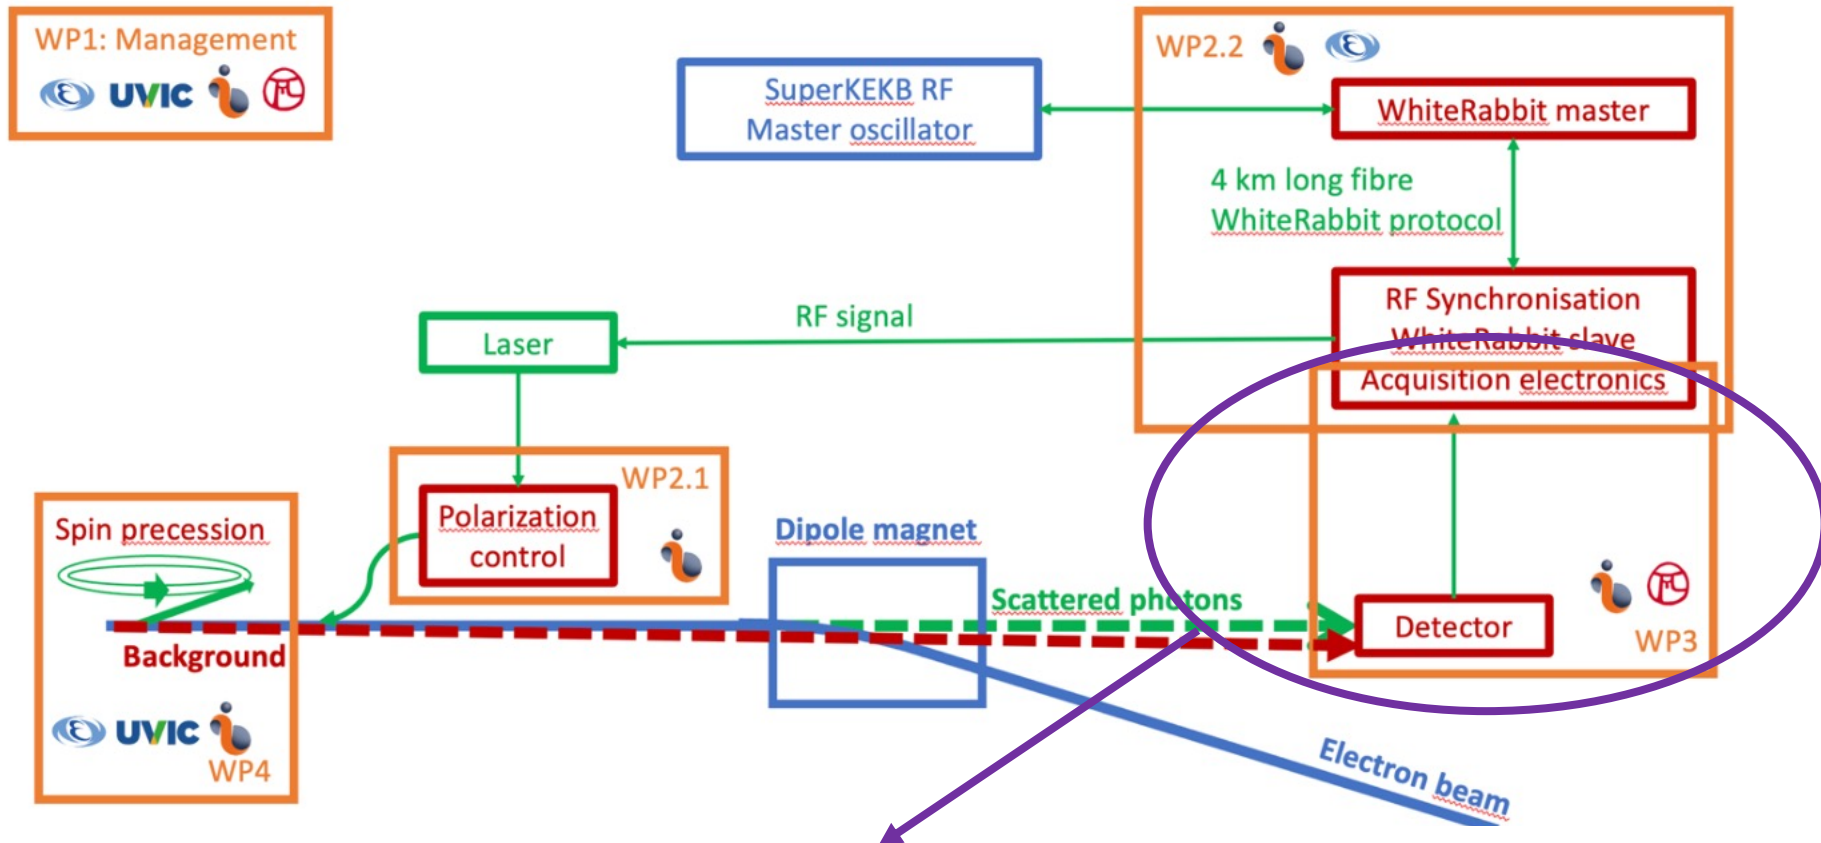 WP1: Management
UVIC
SuperKEKB RF
Master oscillator
WP2.2
WhiteRabbit master
4 km long fibre
WhiteRabbit protocol
RF Synchronisation
WhiteRabbit slave
Acquisition electronics
RF signal
Laser
WP2.1
Polarization
control
Spin precession
Background
UVIC
WP4
Dipole magnet
Scattered photons
Detector
WP3
Electron beam